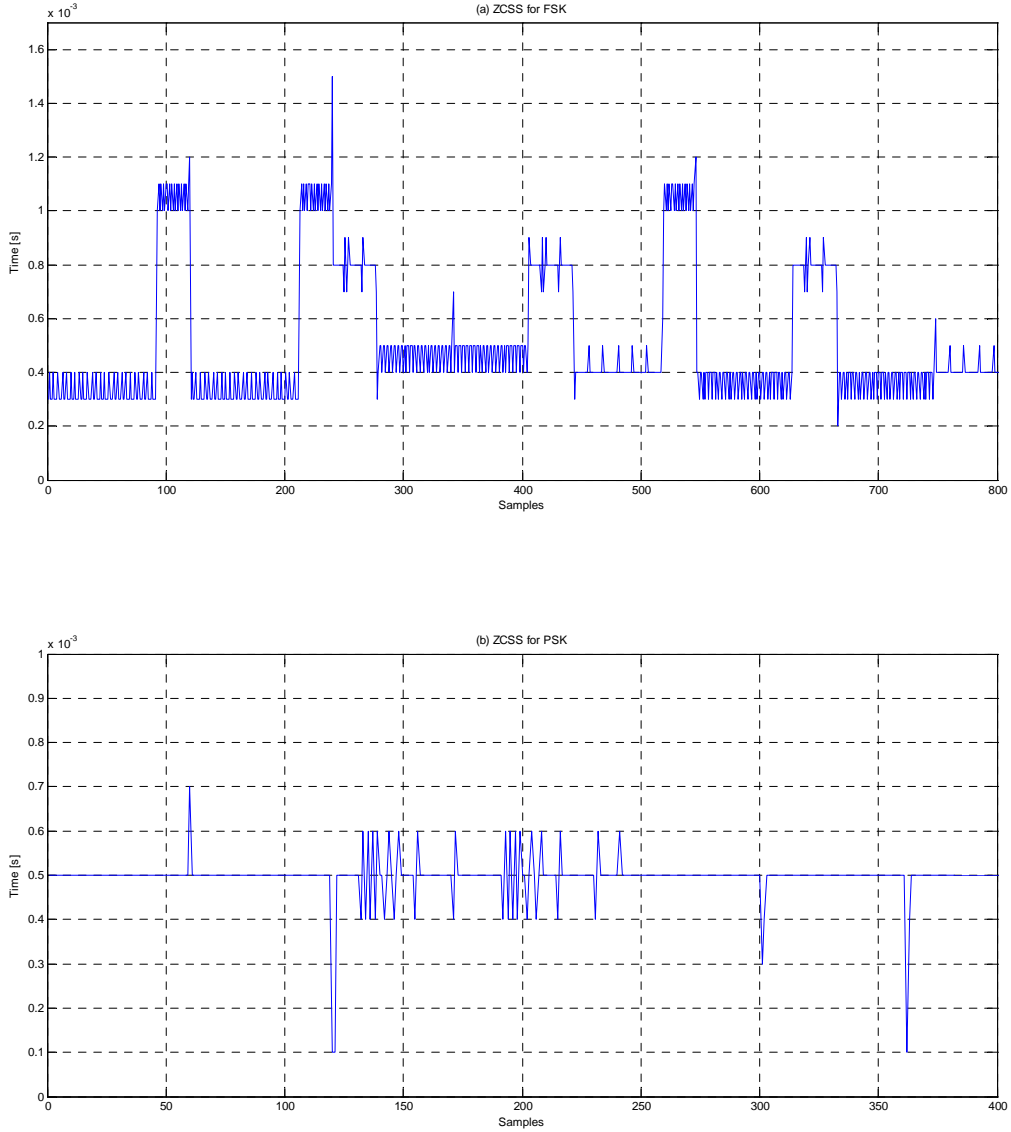 (a) ZCSS for FSK
x 10⁻³
1.6
1.4
1.2
1
0.8
0.6
0.4
0.2
0
Time [s]
0 100 200 300 400 500 600 700 800
Samples
(b) ZCSS for PSK
x 10⁻³
1
0.9
0.8
0.7
0.6
0.5
0.4
0.3
0.2
0.1
0
Time [s]
0 50 100 150 200 250 300 350 400
Samples